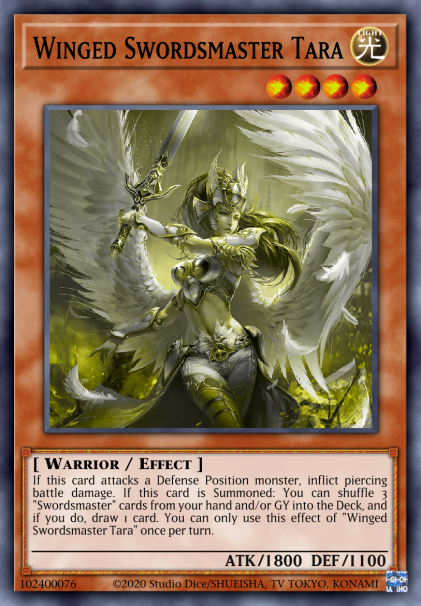 Winged Swordsmaster Tara
LIGHT
光
[ Warrior / Effect ]
If this card attacks a Defense Position monster, inflict piercing
battle damage. If this card is Summoned: You can shuffle 3
"Swordsmaster" cards from your hand and/or GY into the Deck, and
if you do, draw 1 card. You can only use this effect of "Winged
Swordsmaster Tara" once per turn.
ATK/1800 DEF/1100
102400076 ©2020 Studio Dice/SHUEISHA, TV TOKYO, KONAMI